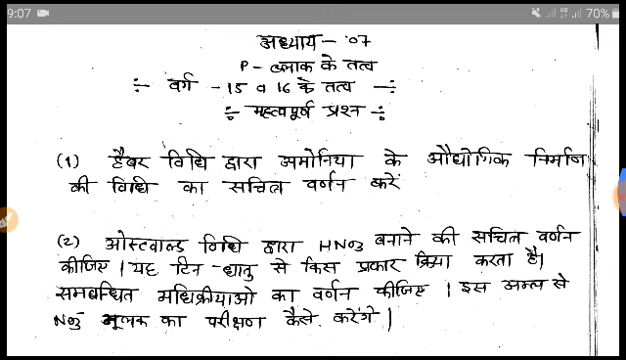 9:07 70%
अध्याय - 07
P - ब्लाक के तत्व
÷ वर्ग - 15 व 16 के तत्व ÷
÷ महत्वपूर्ण प्रश्न ÷
(1) हैबर विधि द्वारा अमोनिया के औद्योगिक निर्माण
की विधि का सचित्र वर्णन करें
(2) ओस्टवाल्ड विधि द्वारा HNO3 बनाने की सचित्र वर्णन
कीजिए। यह टिन - धातु से किस प्रकार क्रिया करता है।
समबन्धित अभिक्रीयाओ का वर्णन कीजिए। इस अम्ल से
NO3- मूलक का परीक्षण कैसे करेंगे।